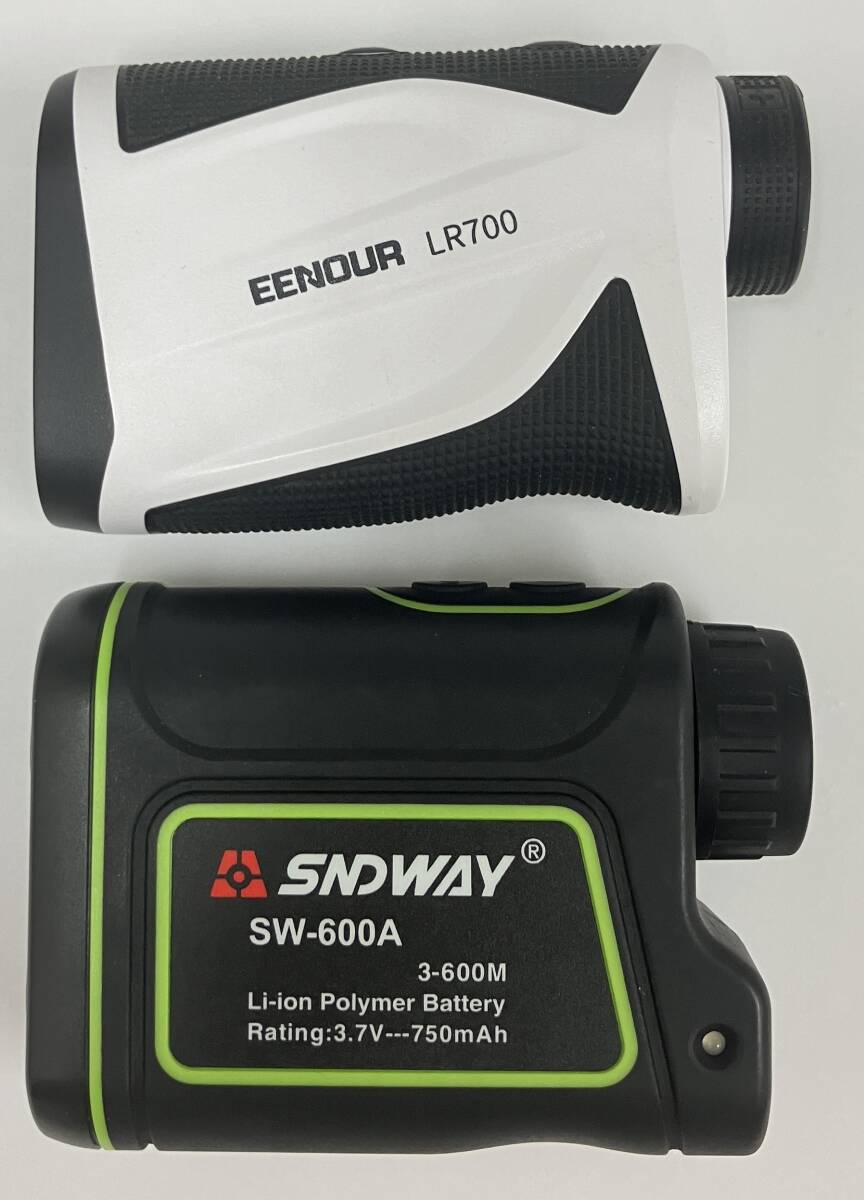 EENOUR LR700
SNDWAY®
SW-600A
3-600M
Li-ion Polymer Battery
Rating:3.7V---750mAh